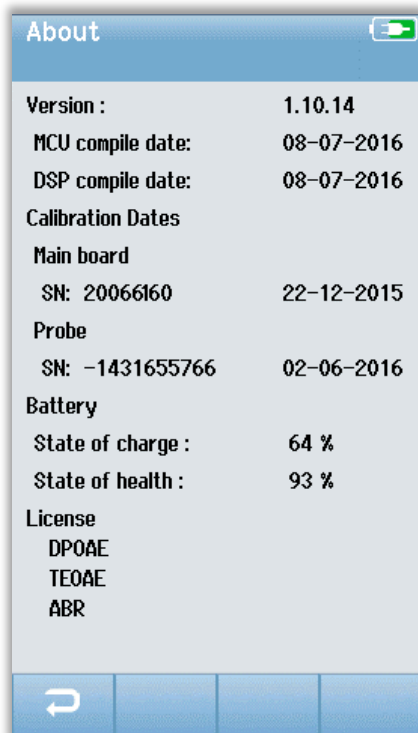 About
Version : 1.10.14
MCU compile date: 08-07-2016
DSP compile date: 08-07-2016
Calibration Dates
Main board
SN: 20066160 22-12-2015
Probe
SN: -1431655766 02-06-2016
Battery
State of charge : 64 %
State of health : 93 %
License
DPOAE
TEOAE
ABR